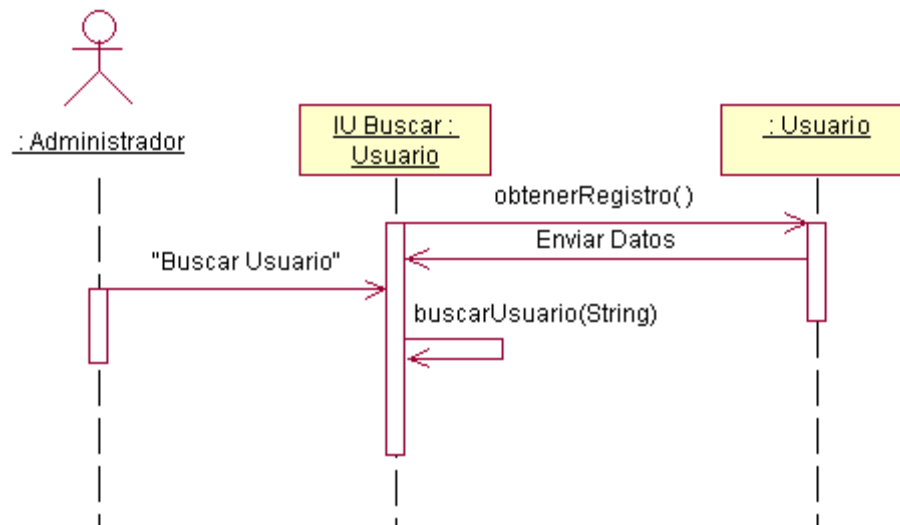 : Administrador
IU Buscar :
Usuario
: Usuario
obtenerRegistro()
Enviar Datos
"Buscar Usuario"
buscarUsuario(String)